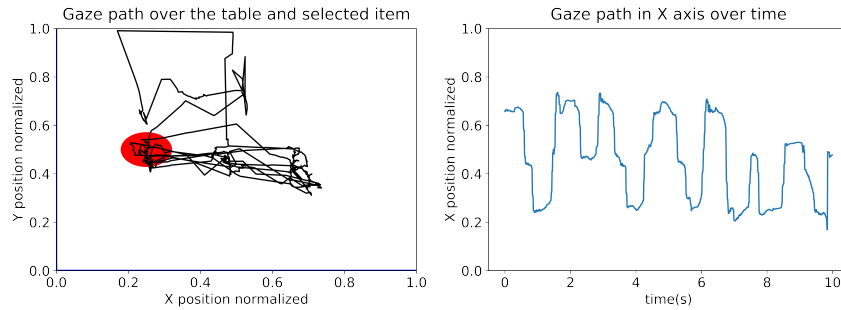 Gaze path over the table and selected item
1.0
0.8
0.6
0.4
0.2
0.0
Y position normalized
0.0 0.2 0.4 0.6 0.8 1.0
X position normalized
Gaze path in X axis over time
1.0
0.8
0.6
0.4
0.2
0.0
X position normalized
0 2 4 6 8 10
time(s)